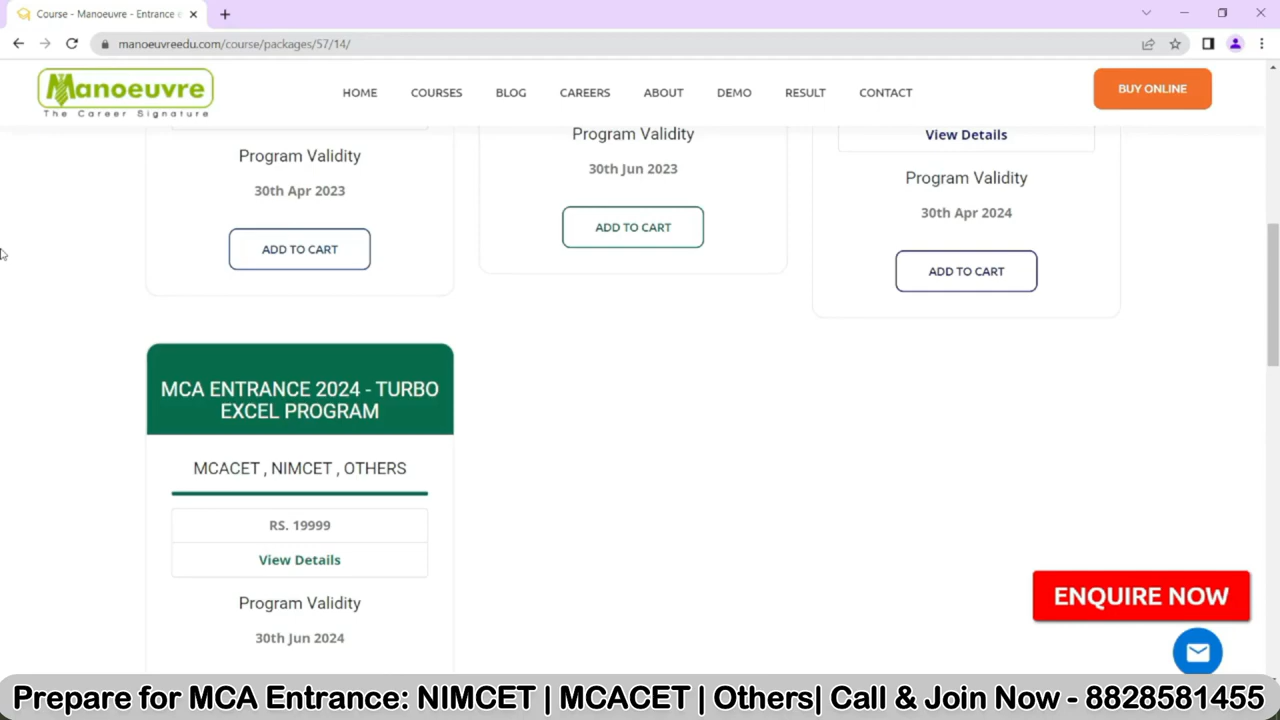 Course - Manoeuvre - Entrance e
manoeuvreedu.com/course/packages/57/14/
Manoeuvre
The Career Signature
HOME
COURSES
BLOG
CAREERS
ABOUT
DEMO
RESULT
CONTACT
BUY ONLINE
Program Validity
30th Apr 2023
ADD TO CART
Program Validity
30th Jun 2023
ADD TO CART
View Details
Program Validity
30th Apr 2024
ADD TO CART
MCA ENTRANCE 2024 - TURBO
EXCEL PROGRAM
MCACET , NIMCET , OTHERS
RS. 19999
View Details
Program Validity
30th Jun 2024
ENQUIRE NOW
Prepare for MCA Entrance: NIMCET | MCACET | Others| Call & Join Now - 8828581455